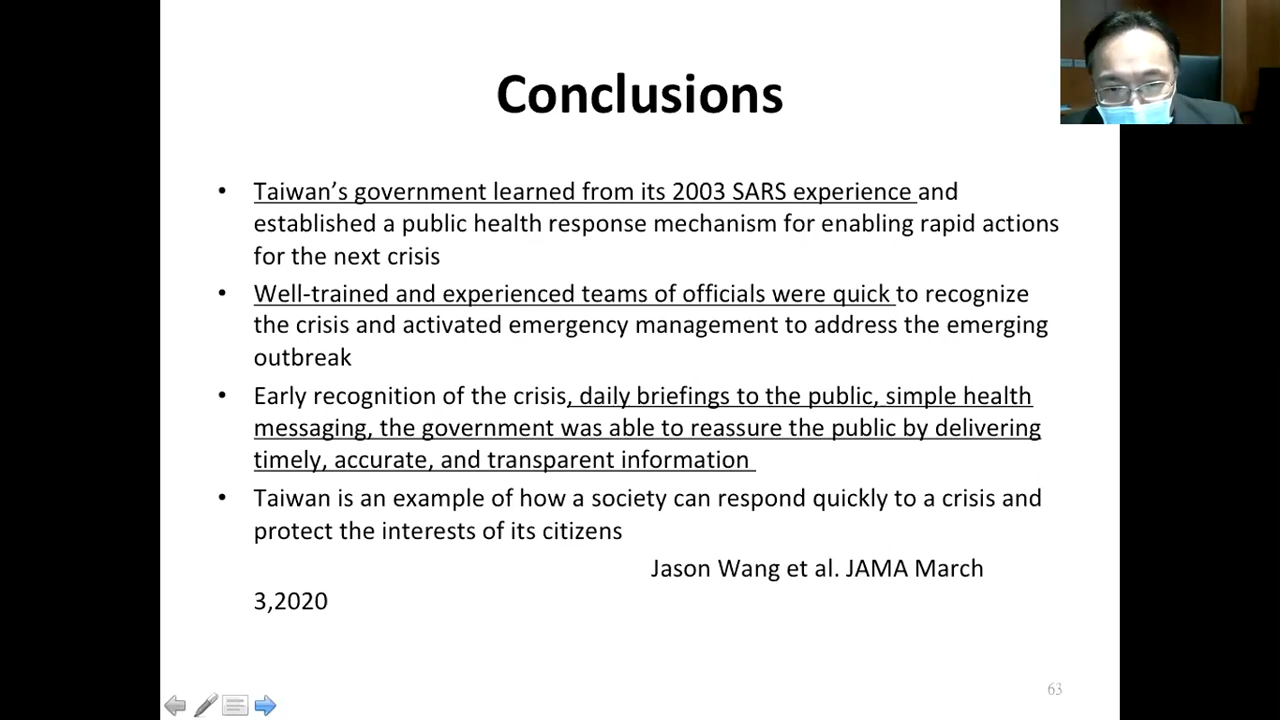 Conclusions
• Taiwan’s government learned from its 2003 SARS experience and
established a public health response mechanism for enabling rapid actions
for the next crisis
• Well-trained and experienced teams of officials were quick to recognize
the crisis and activated emergency management to address the emerging
outbreak
• Early recognition of the crisis, daily briefings to the public, simple health
messaging, the government was able to reassure the public by delivering
timely, accurate, and transparent information
• Taiwan is an example of how a society can respond quickly to a crisis and
protect the interests of its citizens
Jason Wang et al. JAMA March
3,2020
63